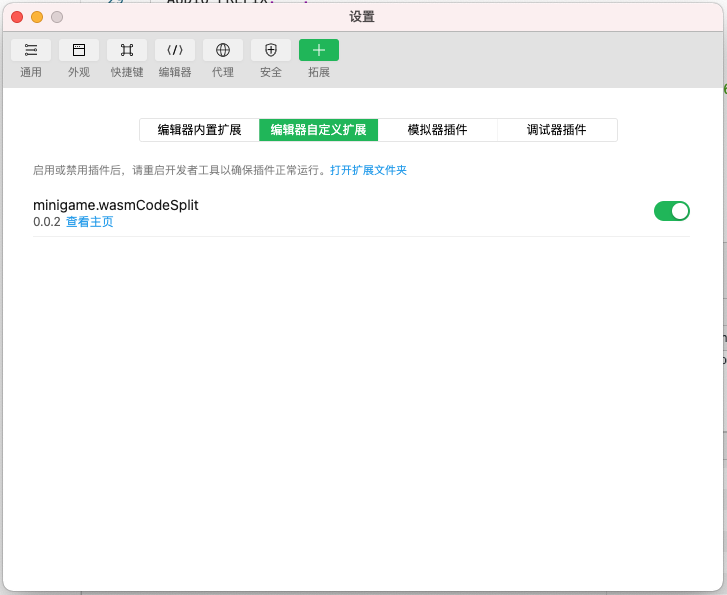 设置
通用 外观 快捷键 编辑器 代理 安全 拓展
编辑器内置扩展 编辑器自定义扩展 模拟器插件 调试器插件
启用或禁用插件后，请重启开发者工具以确保插件正常运行。打开扩展文件夹
minigame.wasmCodeSplit
0.0.2 查看主页